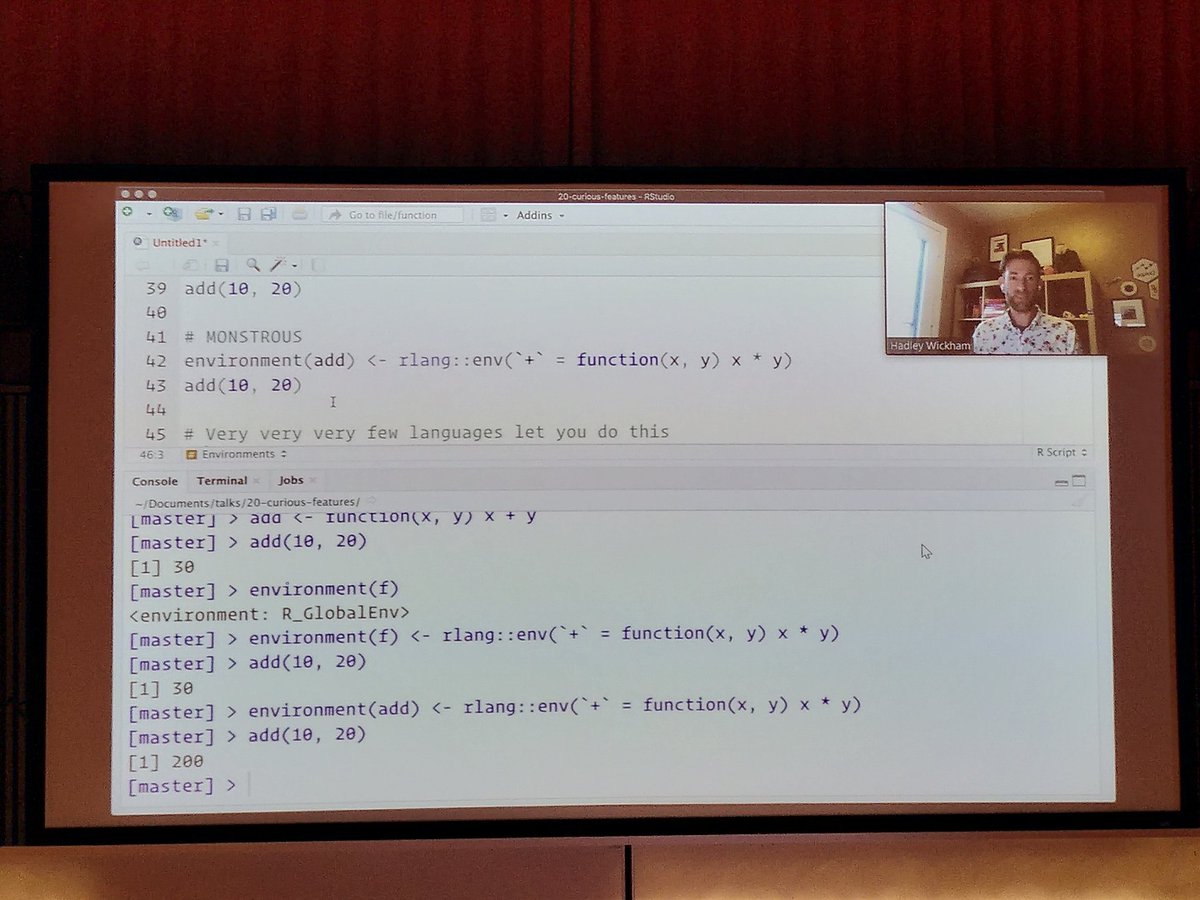 20-curious-features - RStudio
Go to file/function
Addins
Untitled1*
39 add(10, 20)
40
41 # MONSTROUS
42 environment(add) <- rlang::env(`+` = function(x, y) x * y)
43 add(10, 20)
44
45 # Very very very few languages let you do this
46:3 # Environments R Script
Hadley Wickham
Console Terminal Jobs
~/Documents/talks/20-curious-features/
[master] > add <- function(x, y) x + y
[master] > add(10, 20)
[1] 30
[master] > environment(f)
<environment: R_GlobalEnv>
[master] > environment(f) <- rlang::env(`+` = function(x, y) x * y)
[master] > add(10, 20)
[1] 30
[master] > environment(add) <- rlang::env(`+` = function(x, y) x * y)
[master] > add(10, 20)
[1] 200
[master] >